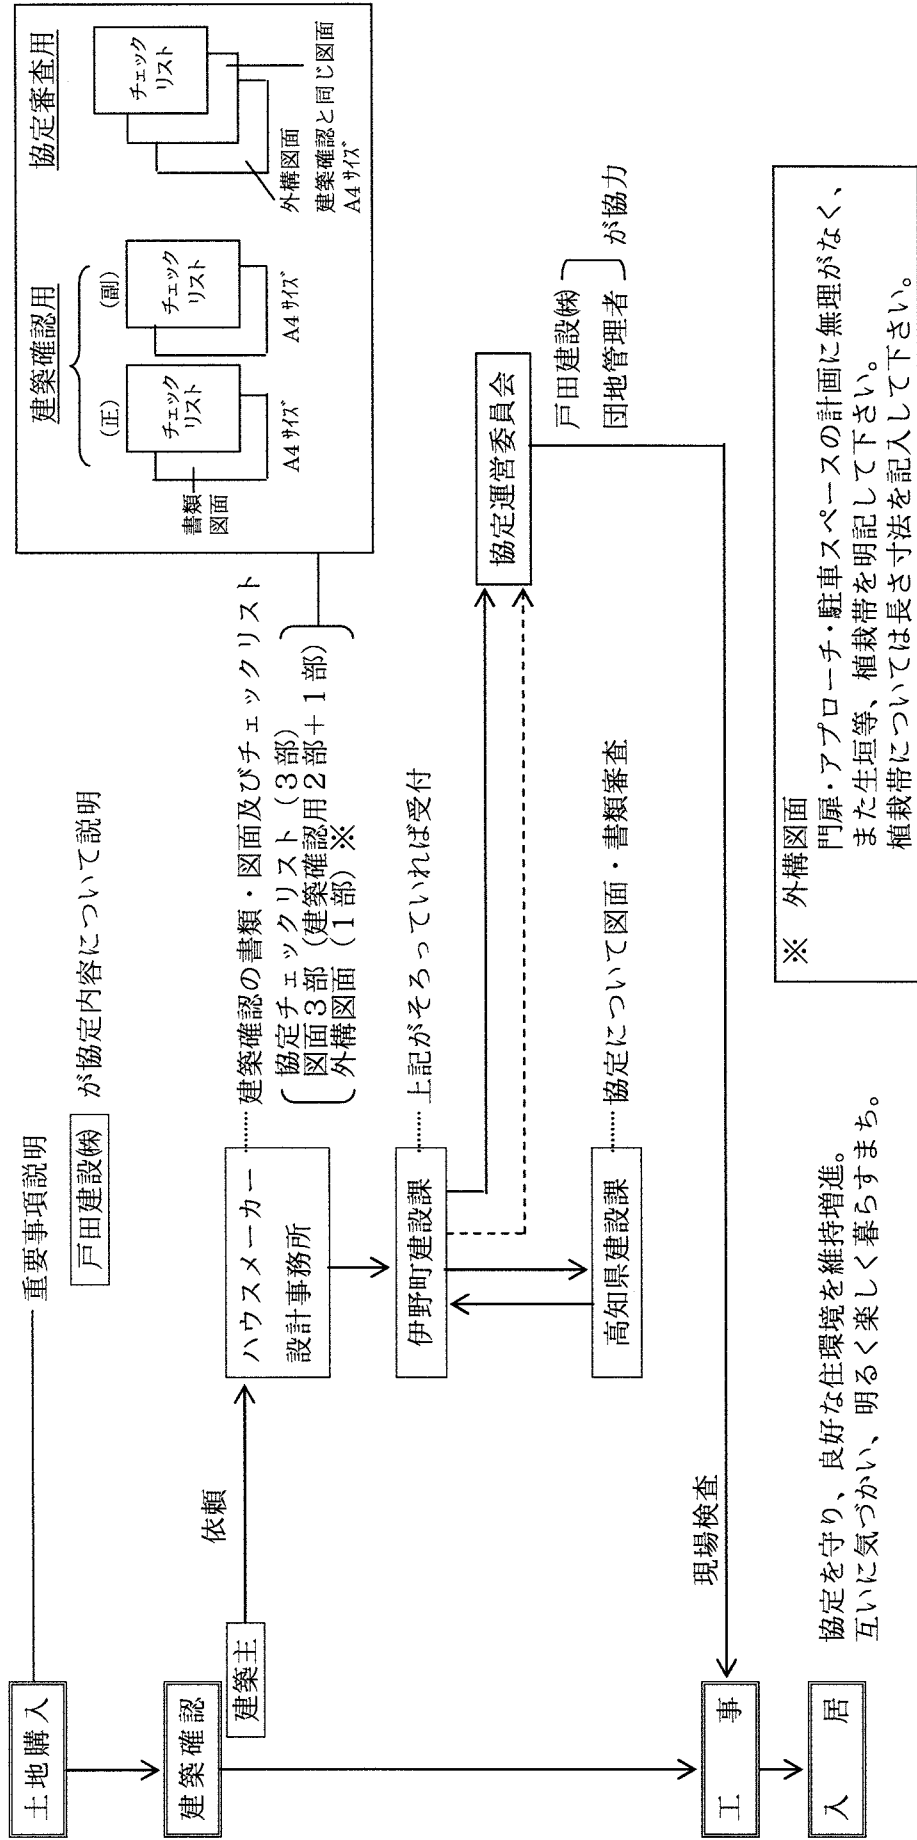 土地購入
重要事項説明
戸田建設㈱ が協定内容について説明
建築確認
建築主
依頼
ハウスメーカー
設計事務所
……建築確認の書類・図面及びチェックリスト
協定チェックリスト（3部）
図面3部（建築確認用2部＋1部）
外構図面（1部）※
建築確認用
（正）
（副）
チェック
リスト
書類
図面
A4サイズ
チェック
リスト
A4サイズ
協定審査用
チェック
リスト
外構図面
建築確認と同じ図面
A4サイズ
伊野町建設課
……上記がそろっていれば受付
高知県建設課
……協定について図面・書類審査
協定運営委員会
戸田建設㈱
団地管理者
が協力
現場検査
工事
入居
協定を守り、良好な住環境を維持増進。
互いに気づかい、明るく楽しく暮らすまち。
※ 外構図面
門扉・アプローチ・駐車スペースの計画に無理がなく、
また生垣等、植栽帯を明記して下さい。
植栽帯については長さ寸法を記入して下さい。